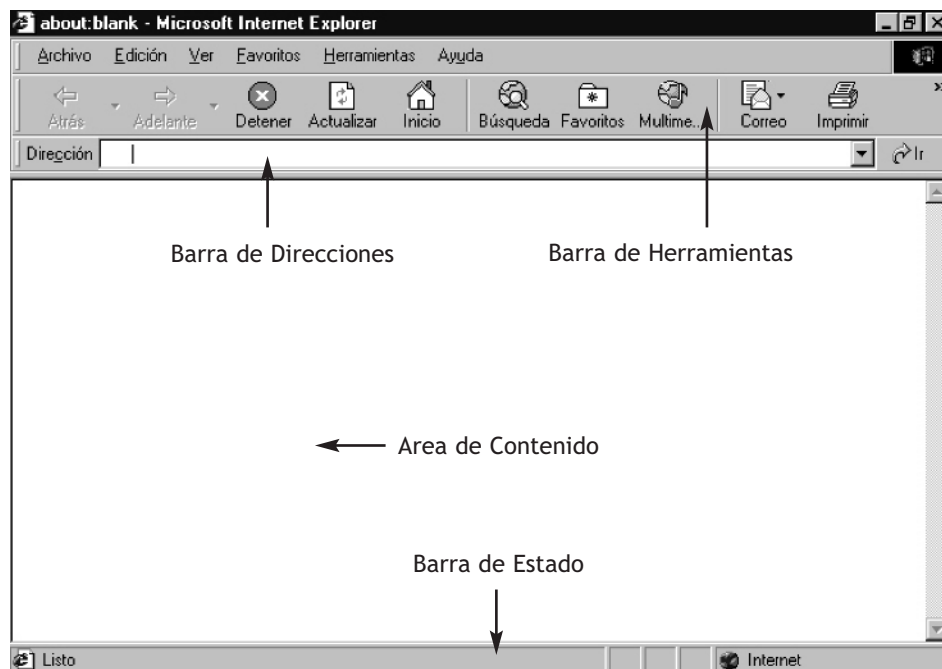 about:blank - Microsoft Internet Explorer
Archivo Edición Ver Favoritos Herramientas Ayuda
Atrás Adelante Detener Actualizar Inicio Búsqueda Favoritos Multime... Correo Imprimir »
Dirección Ir
Barra de Direcciones Barra de Herramientas
Area de Contenido
Barra de Estado
Listo Internet